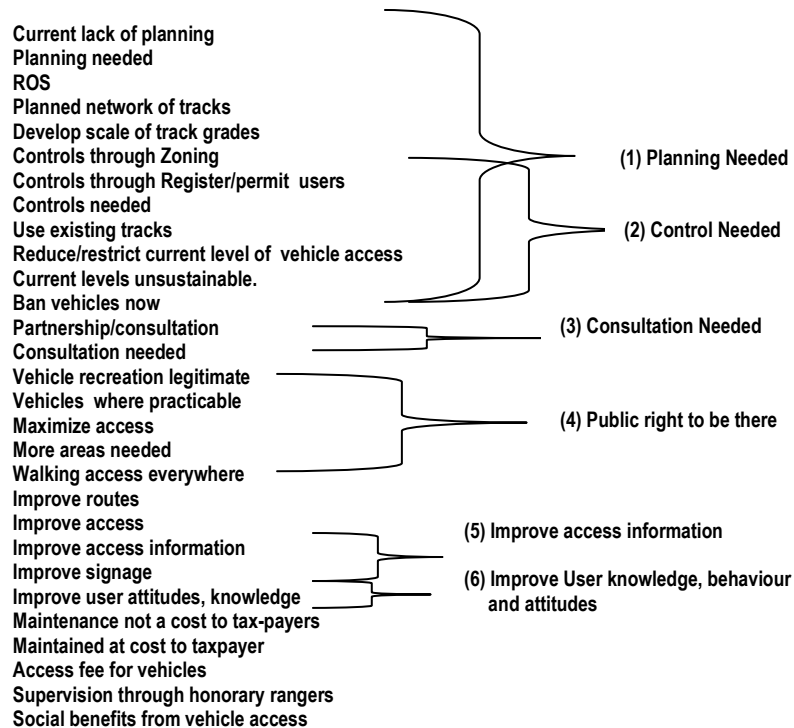 Current lack of planning
Planning needed
ROS
Planned network of tracks
Develop scale of track grades
Controls through Zoning
Controls through Register/permit users
Controls needed
Use existing tracks
Reduce/restrict current level of vehicle access
Current levels unsustainable.
Ban vehicles now
Partnership/consultation
Consultation needed
Vehicle recreation legitimate
Vehicles where practicable
Maximize access
More areas needed
Walking access everywhere
Improve routes
Improve access
Improve access information
Improve signage
Improve user attitudes, knowledge
Maintenance not a cost to tax-payers
Maintained at cost to taxpayer
Access fee for vehicles
Supervision through honorary rangers
Social benefits from vehicle access
(1) Planning Needed
(2) Control Needed
(3) Consultation Needed
(4) Public right to be there
(5) Improve access information
(6) Improve User knowledge, behaviour
and attitudes